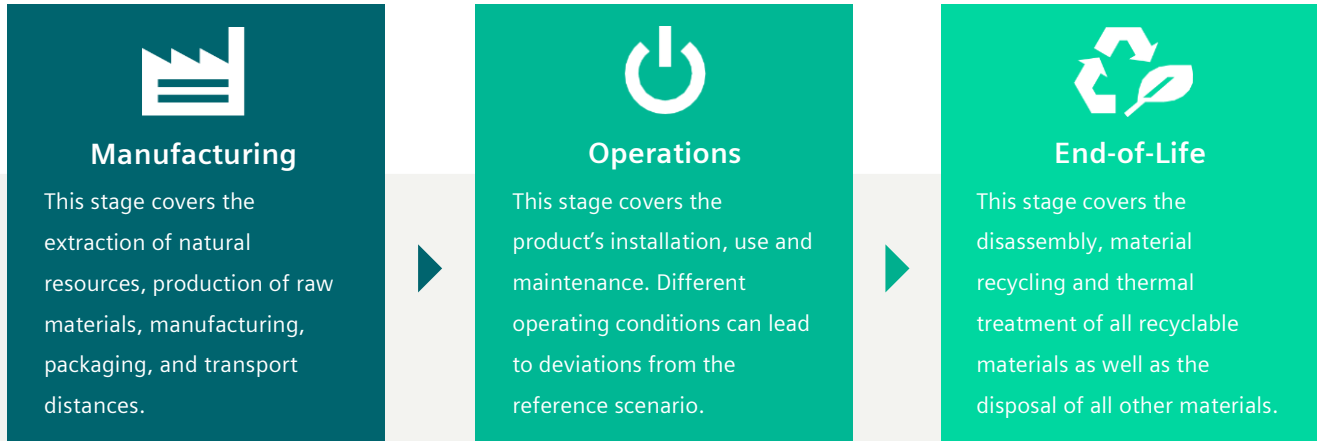 Manufacturing
This stage covers the
extraction of natural
resources, production of raw
materials, manufacturing,
packaging, and transport
distances.
Operations
This stage covers the
product’s installation, use and
maintenance. Different
operating conditions can lead
to deviations from the
reference scenario.
End-of-Life
This stage covers the
disassembly, material
recycling and thermal
treatment of all recyclable
materials as well as the
disposal of all other materials.